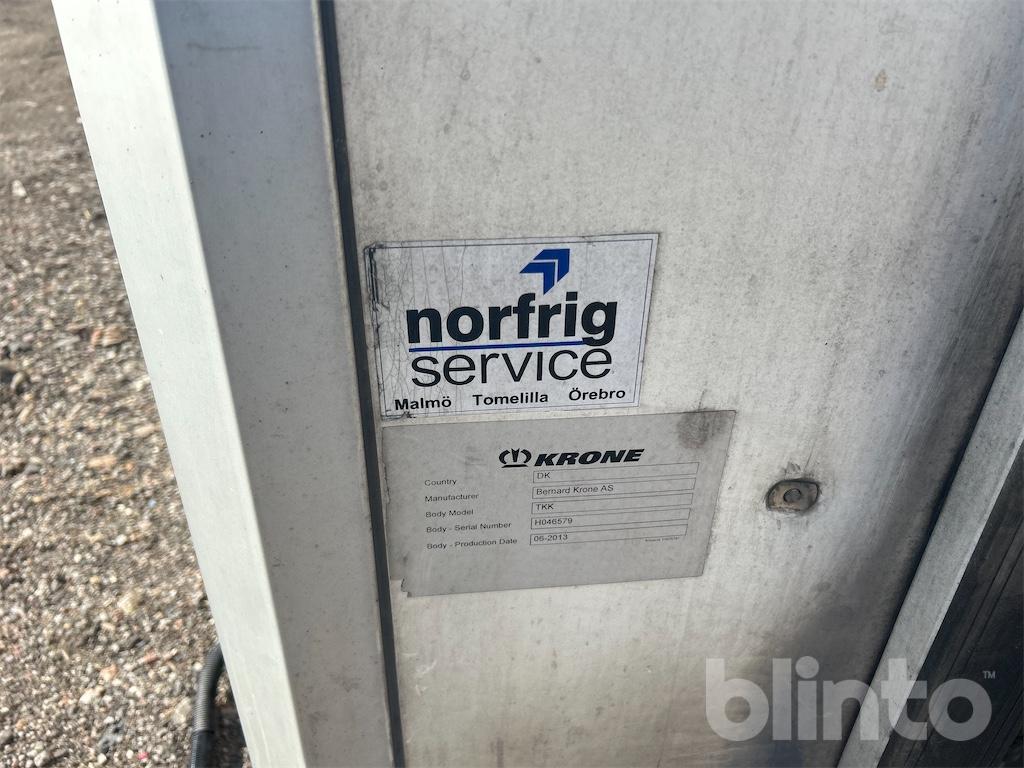 norfrig
service
Malmö Tomelilla Örebro
KRONE
Country DK
Manufacturer Bernard Krone AS
Body Model TKK
Body - Serial Number H046579
Body - Production Date 06-2013
blinto™